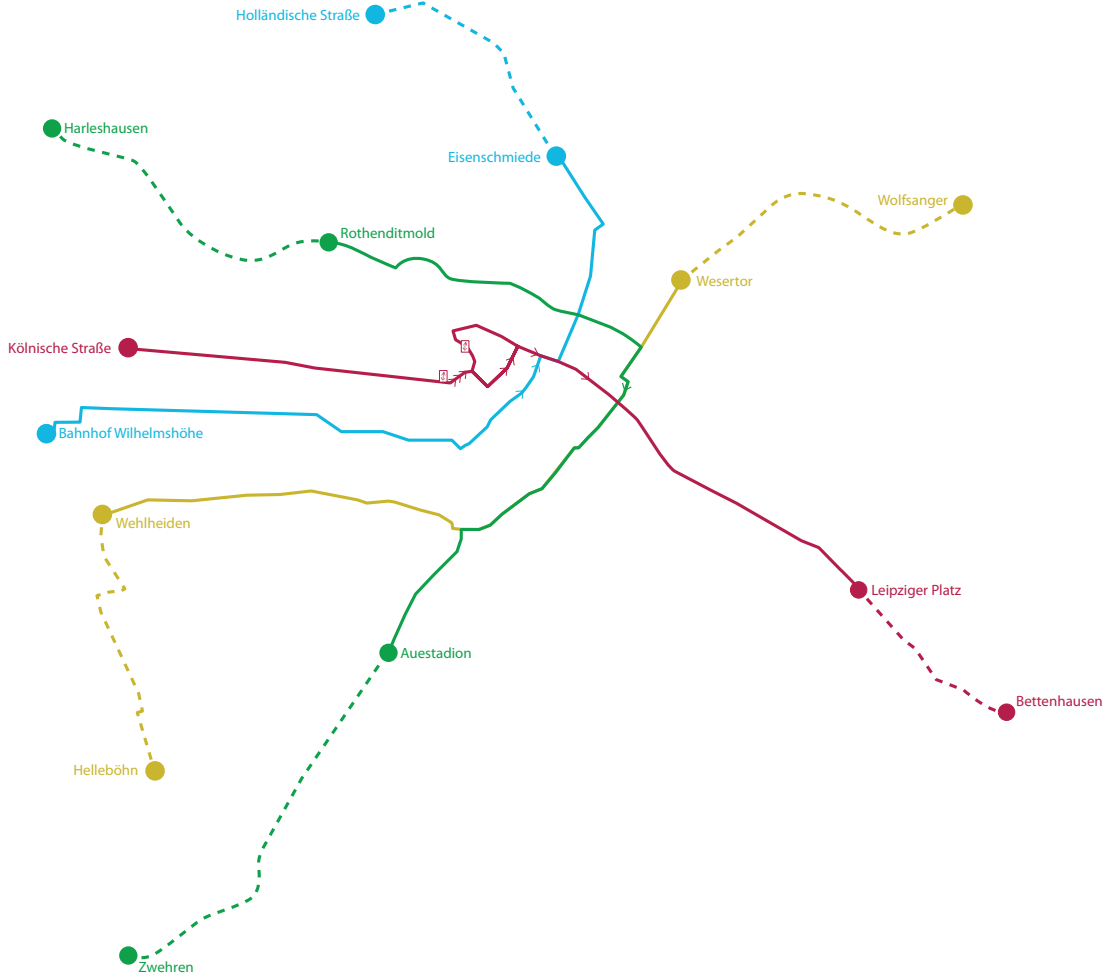 Holländische Straße
Harleshausen
Eisenschmiede
Wolfsanger
Rothenditmold
Wesertor
Kölnische Straße
Bahnhof Wilhelmshöhe
Wehlheiden
Leipziger Platz
Auestadion
Bettenhausen
Helleböhn
Zwehren